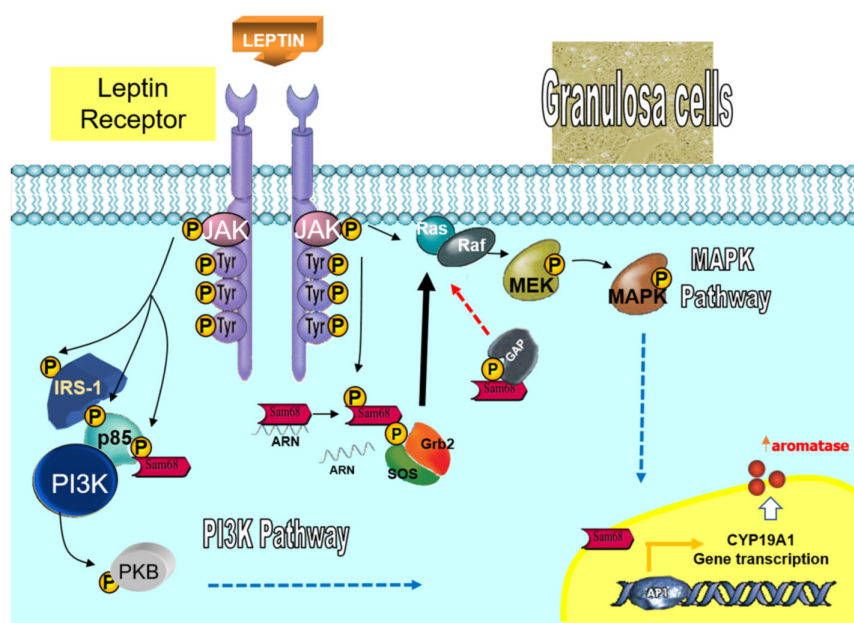 LEPTIN
Leptin
Receptor
Granulosa cells
P
JAK
JAK
P
Ras
Raf
P
Tyr
Tyr
P
P
Tyr
Tyr
P
P
Tyr
Tyr
P
MEK
P
MAPK
P
MAPK
Pathway
P
IRS-1
P
p85
P
Sam68
PI3K
P
PKB
Sam68
ARN
P
Sam68
ARN
P
Grb2
SOS
GAP
P
Sam68
PI3K Pathway
aromatase
Sam68
CYP19A1
Gene transcription
AP1